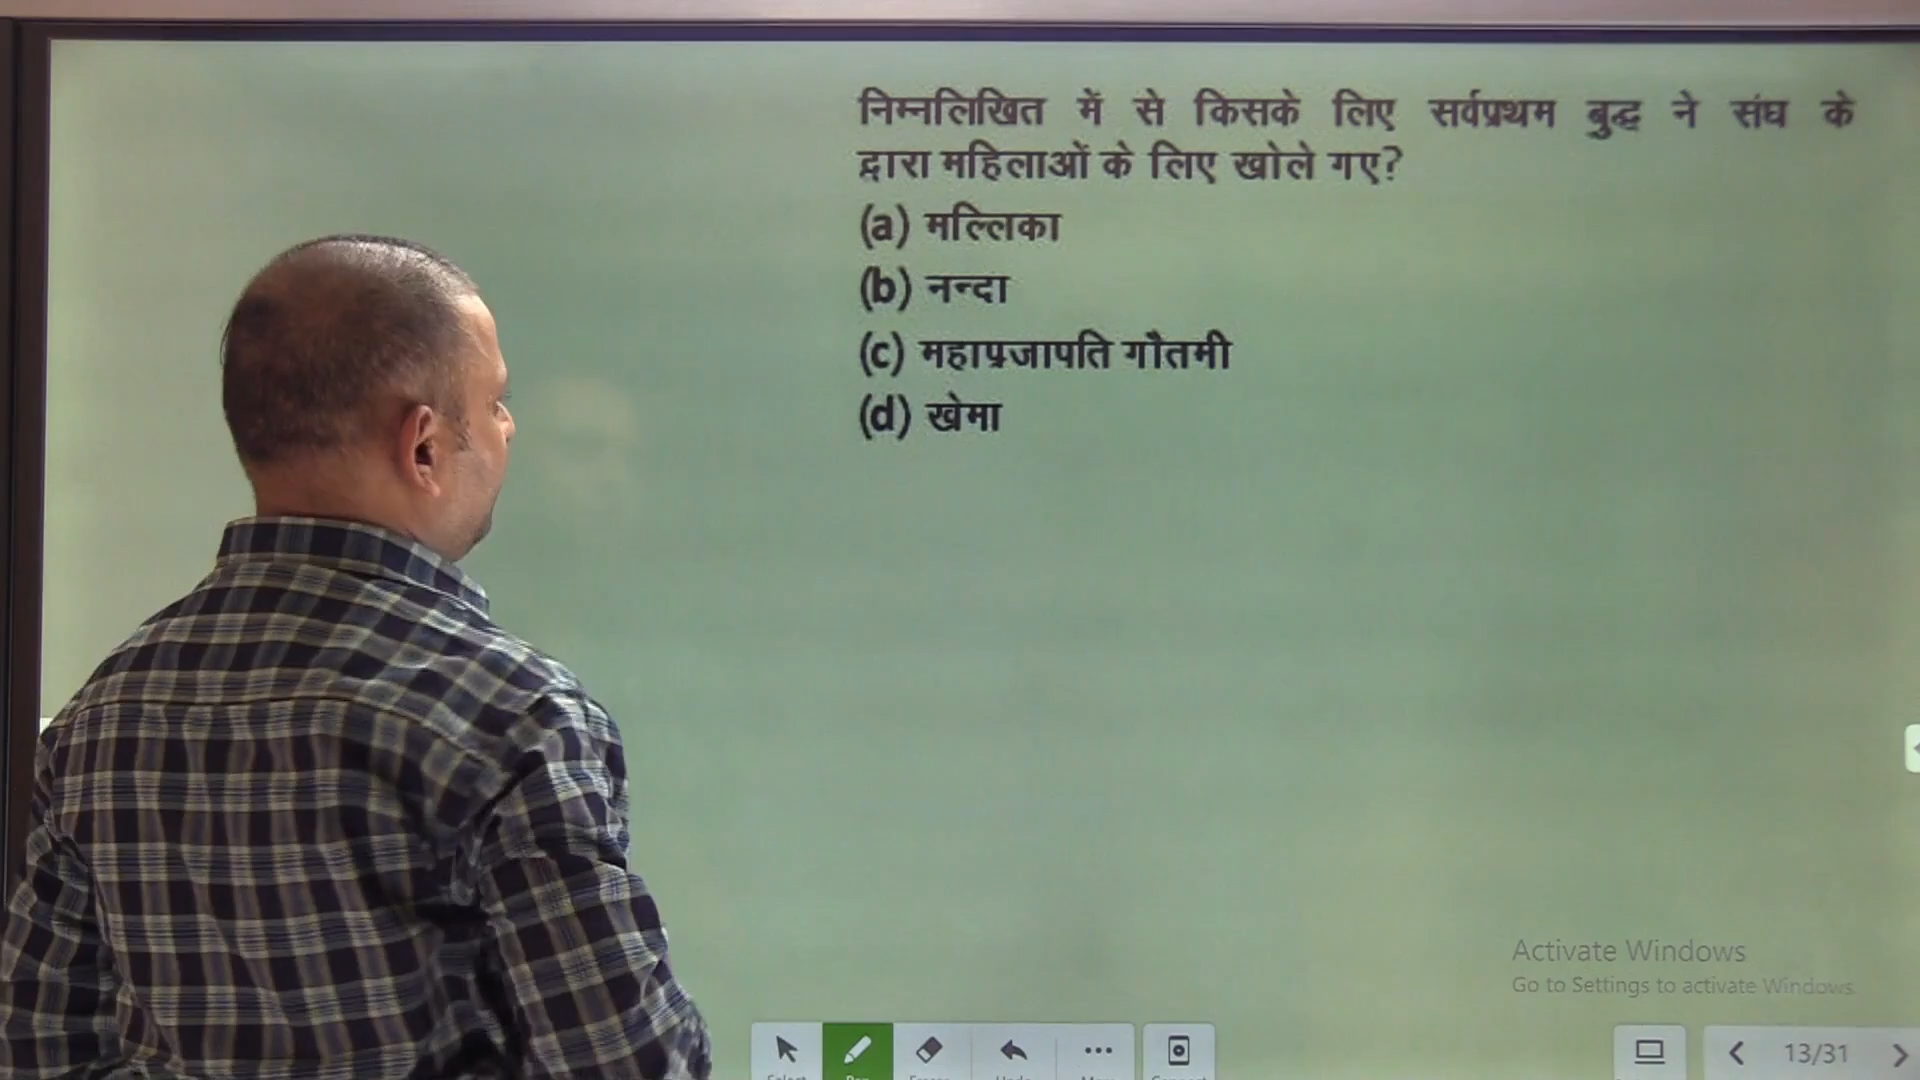 निम्नलिखित में से किसके लिए सर्वप्रथम बुद्ध ने संघ के
द्वारा महिलाओं के लिए खोले गए?
(a) मल्लिका
(b) नन्दा
(c) महाप्रजापति गौतमी
(d) खेमा
Activate Windows
Go to Settings to activate Windows.
13/31